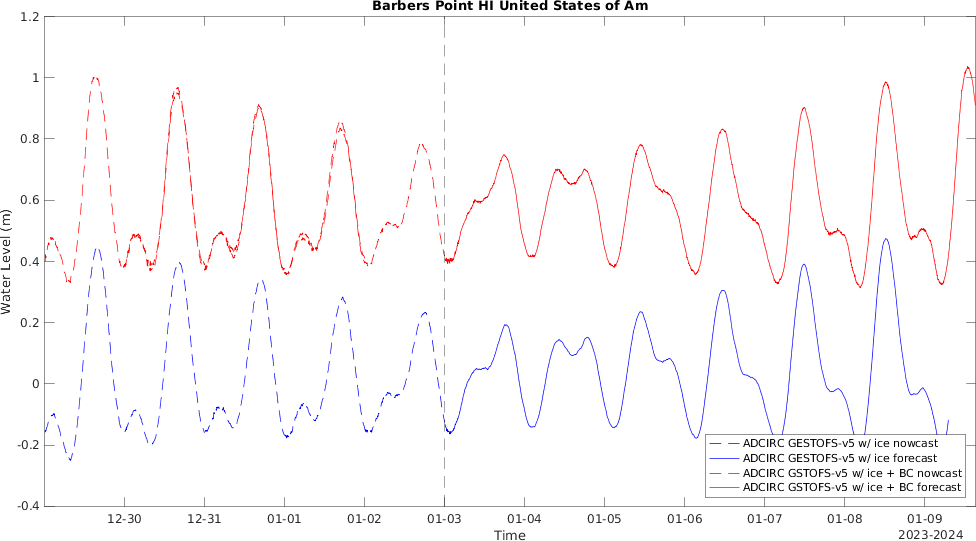 Barbers Point HI United States of Am
1.2
1
0.8
0.6
0.4
0.2
0
-0.2
-0.4
Water Level (m)
ADCIRC GESTOFS-v5 w/ ice nowcast
ADCIRC GESTOFS-v5 w/ ice forecast
ADCIRC GSTOFS-v5 w/ ice + BC nowcast
ADCIRC GSTOFS-v5 w/ ice + BC forecast
12-30 12-31 01-01 01-02 01-03 01-04 01-05 01-06 01-07 01-08 01-09
Time
2023-2024